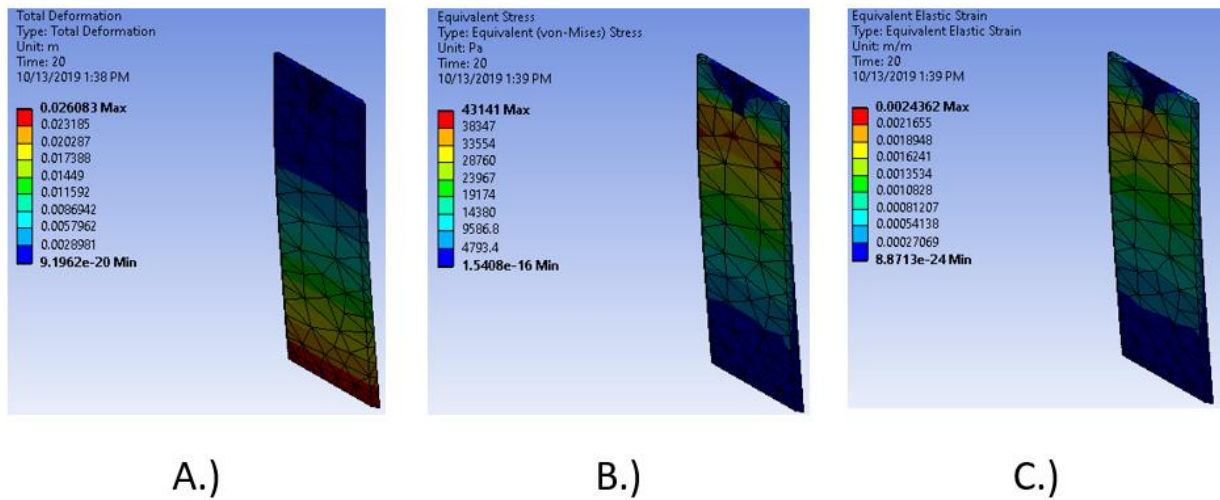 Total Deformation
Type: Total Deformation
Unit: m
Time: 20
10/13/2019 1:38 PM
0.026083 Max
0.023185
0.020287
0.017388
0.01449
0.011592
0.0086942
0.0057962
0.0028981
9.1962e-20 Min
A.)
Equivalent Stress
Type: Equivalent (von-Mises) Stress
Unit: Pa
Time: 20
10/13/2019 1:39 PM
43141 Max
38347
33554
28760
23967
19174
14380
9586.8
4793.4
1.5408e-16 Min
B.)
Equivalent Elastic Strain
Type: Equivalent Elastic Strain
Unit: m/m
Time: 20
10/13/2019 1:39 PM
0.0024362 Max
0.0021655
0.0018948
0.0016241
0.0013534
0.0010828
0.00081207
0.00054138
0.00027069
8.8713e-24 Min
C.)